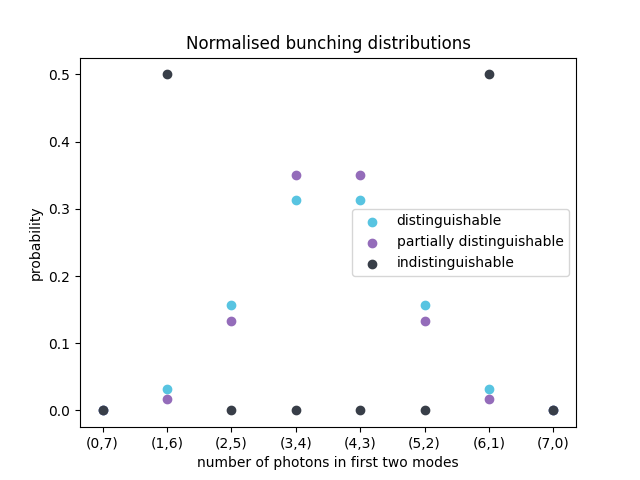 Normalised bunching distributions
0.5
0.4
0.3
0.2
0.1
0.0
probability
distinguishable
partially distinguishable
indistinguishable
(0,7) (1,6) (2,5) (3,4) (4,3) (5,2) (6,1) (7,0)
number of photons in first two modes